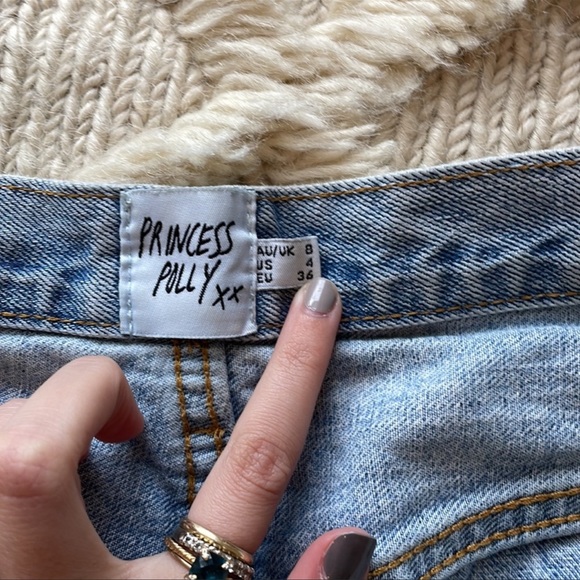 PRINCESS
POLLY
xx
AU/UK 8
US 4
EU 36